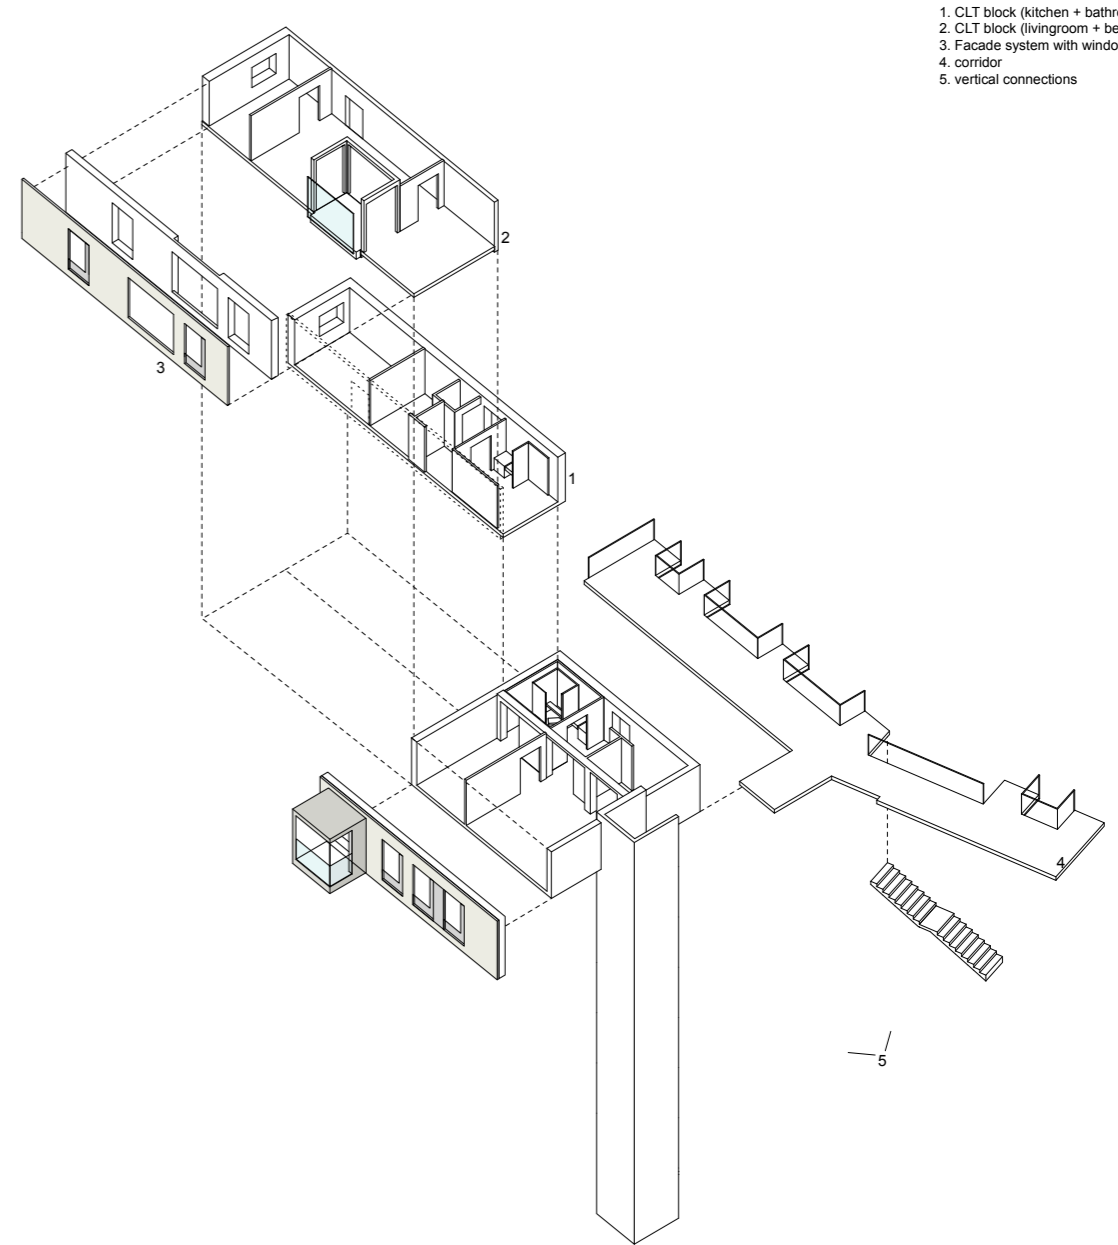 1. CLT block (kitchen + bathr
2. CLT block (livingroom + be
3. Facade system with windo
4. corridor
5. vertical connections
2
3
1
4
5